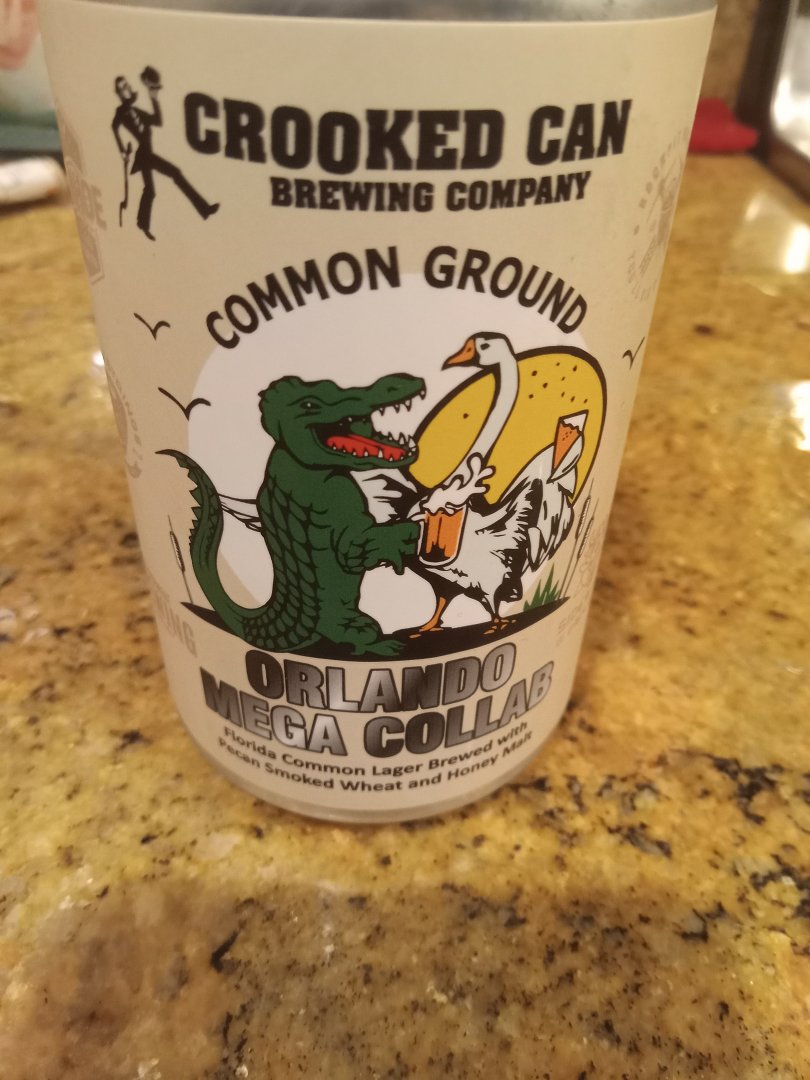 CROOKED CAN
BREWING COMPANY
COMMON GROUND
ORLANDO
MEGA COLLAB
Florida Common Lager Brewed with
Pecan Smoked Wheat and Honey Malt